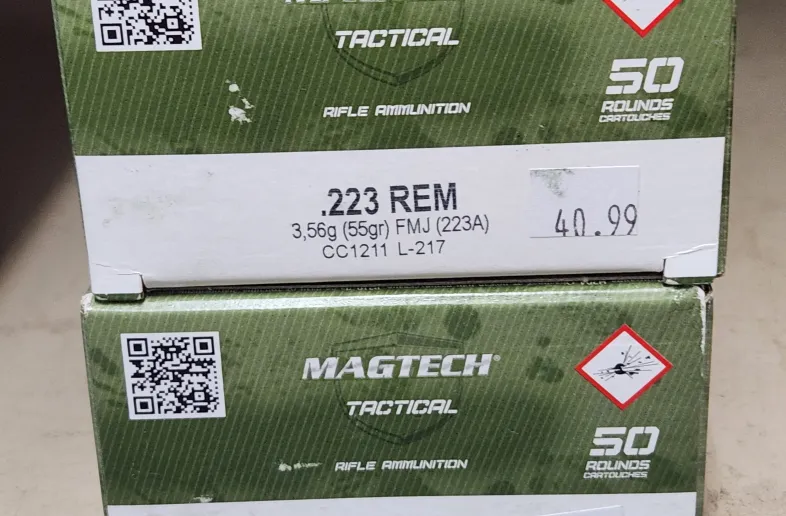 TACTICAL
RIFLE AMMUNITION
50
ROUNDS
CARTOUCHES
.223 REM
3,56g (55gr) FMJ (223A)
CC1211 L-217
40.99
MAGTECH®
TACTICAL
RIFLE AMMUNITION
50
ROUNDS
CARTOUCHES